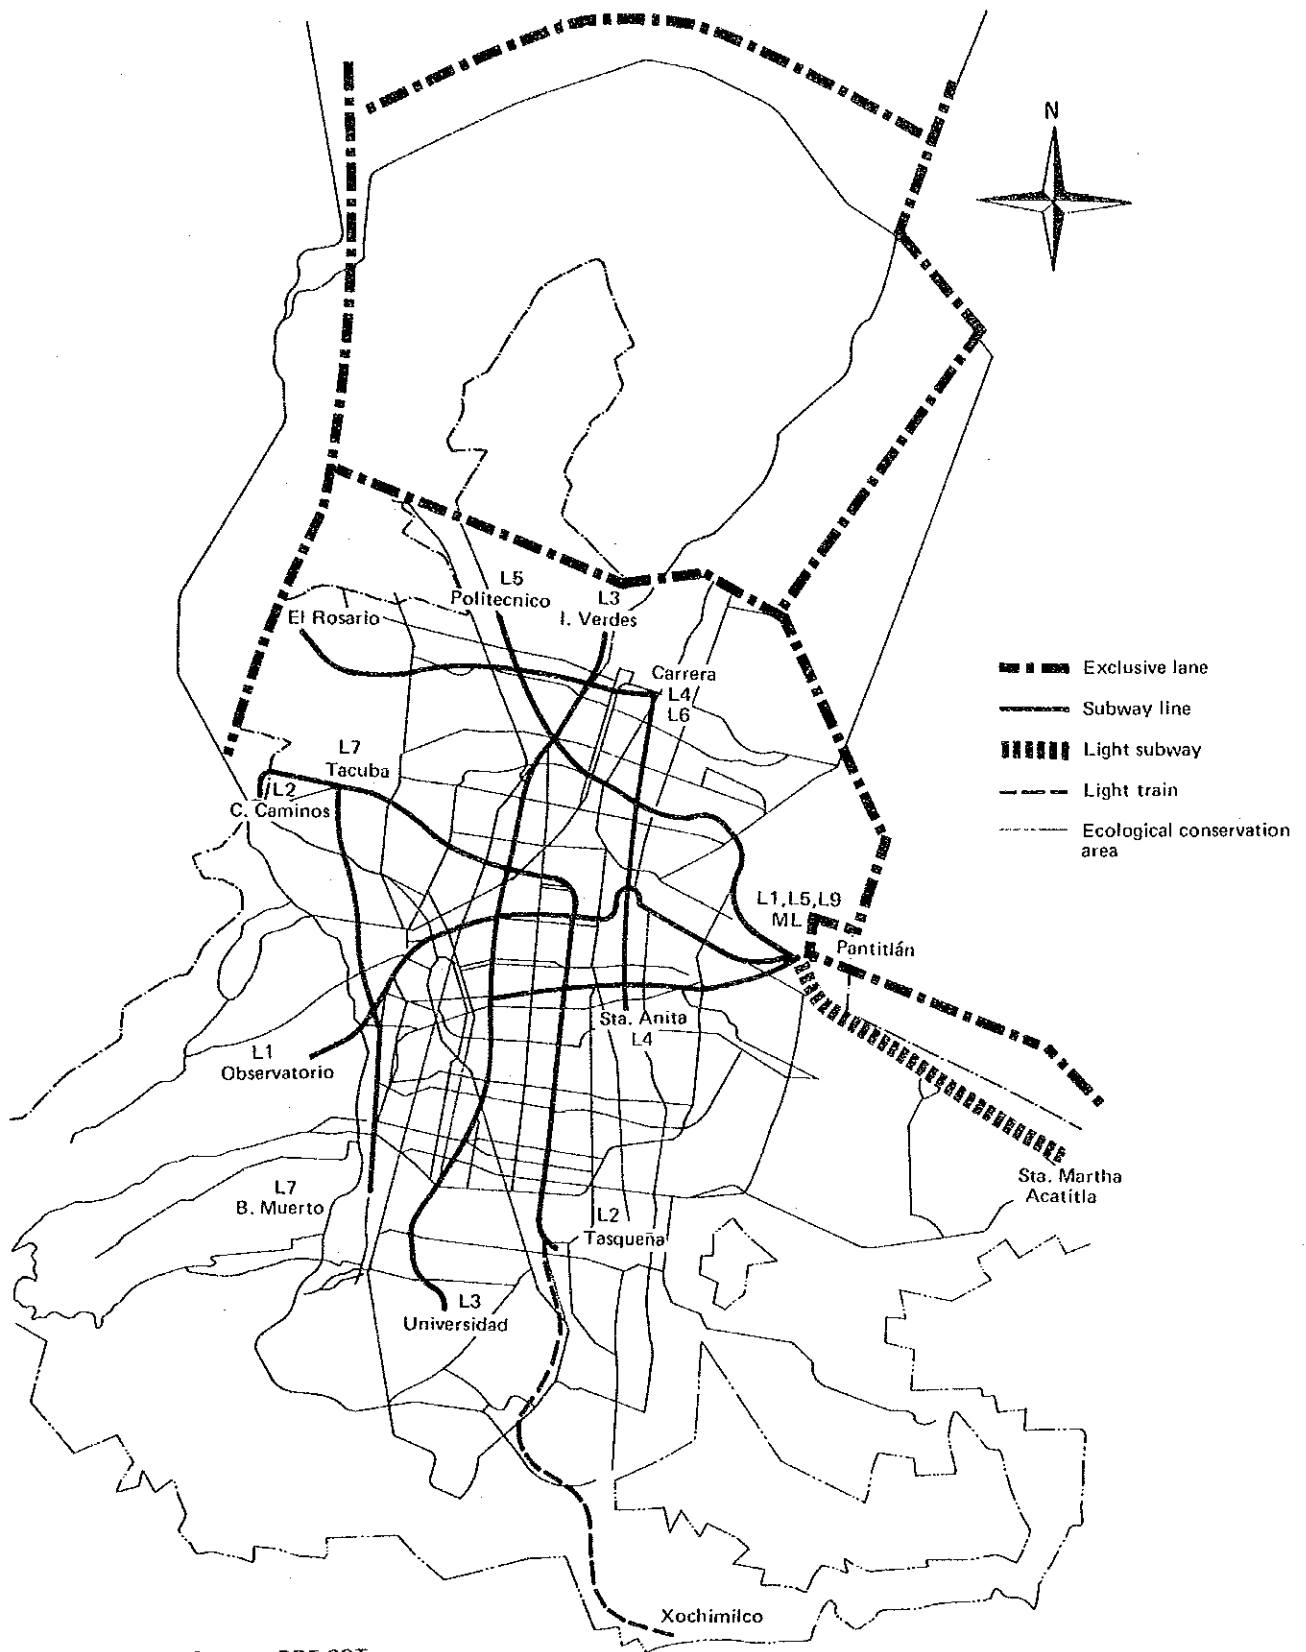 N
L5
Politecnico
L3
I. Verdes
El Rosario
Carrera
L4
L6
Exclusive lane
Subway line
Light subway
Light train
Ecological conservation
area
L7
Tacuba
L2
C. Caminos
L1,L5,L9
ML
Pantitlán
Sta. Anita
L4
L1
Observatorio
Sta. Martha
Acatitla
L7
B. Muerto
L2
Tasqueña
L3
Universidad
Xochimilco